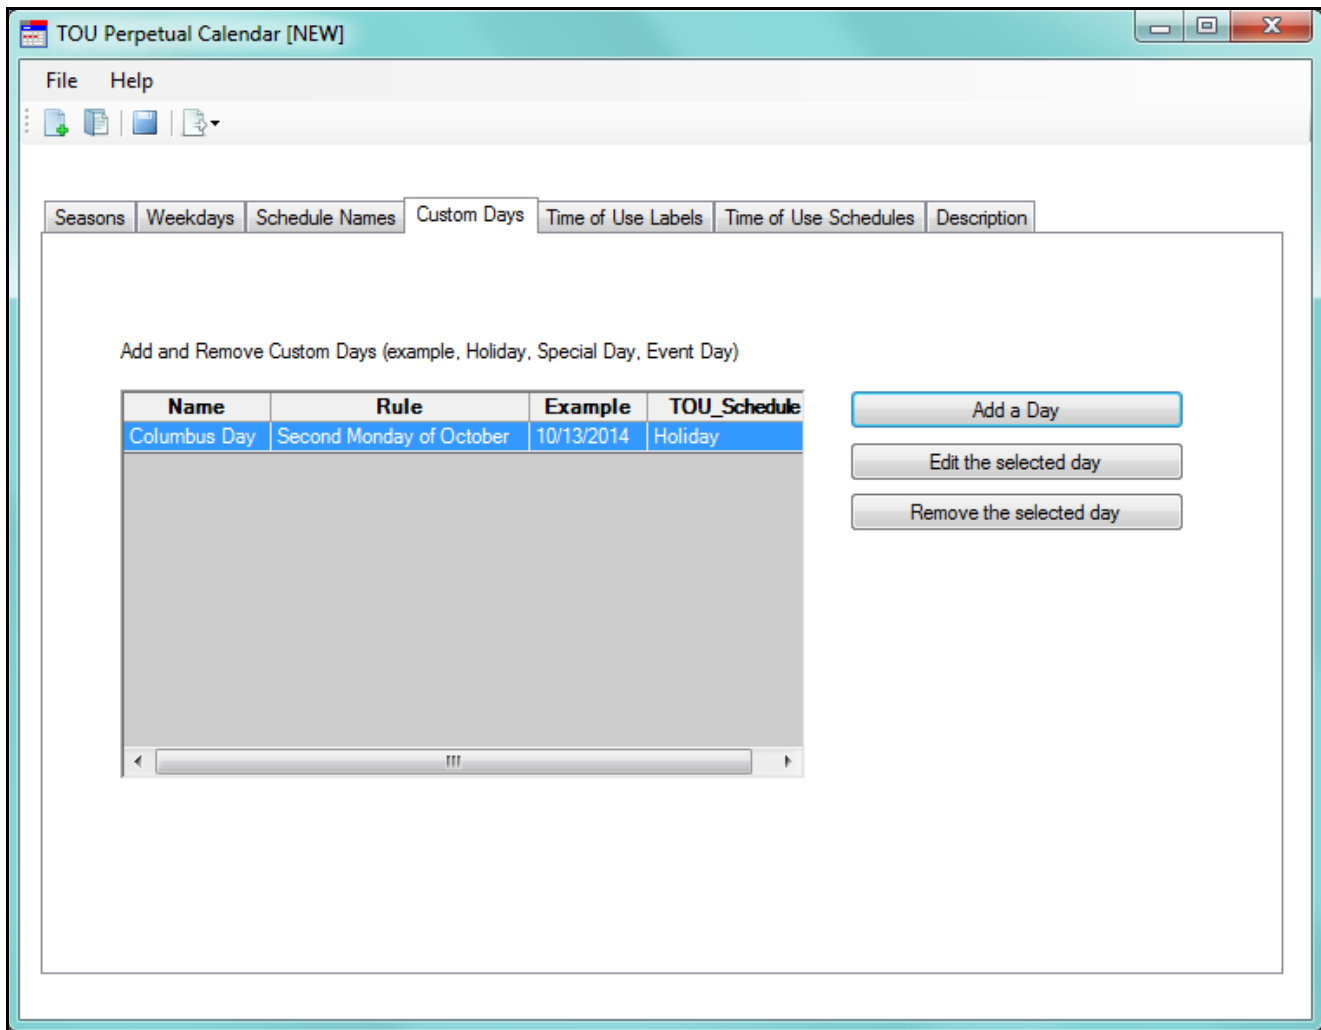 TOU Perpetual Calendar [NEW]
File Help
Seasons Weekdays Schedule Names Custom Days Time of Use Labels Time of Use Schedules Description
Add and Remove Custom Days (example, Holiday, Special Day, Event Day)
Name Rule Example TOU_Schedule
Columbus Day Second Monday of October 10/13/2014 Holiday
Add a Day
Edit the selected day
Remove the selected day